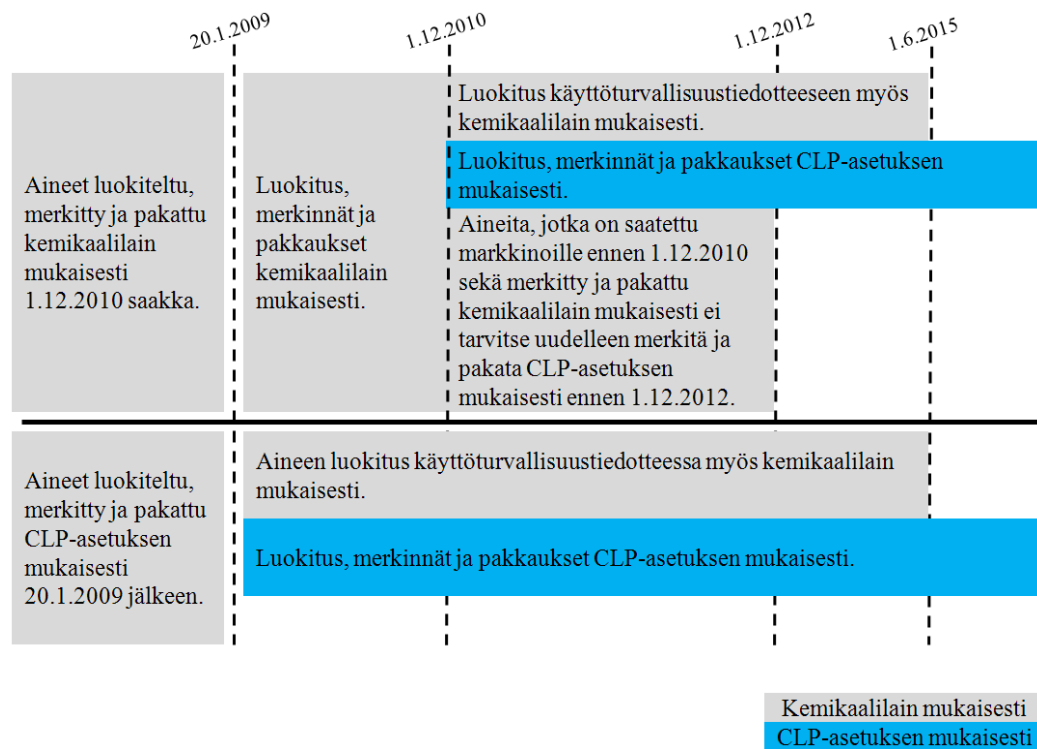 20.1.2009
1.12.2010
1.12.2012
1.6.2015
Aineet luokiteltu,
merkitty ja pakattu
kemikaalilain
mukaisesti
1.12.2010 saakka.
Luokitus,
merkinnät ja
pakkaukset
kemikaalilain
mukaisesti.
Luokitus käyttöturvallisuustiedotteeseen myös
kemikaalilain mukaisesti.
Luokitus, merkinnät ja pakkaukset CLP-asetuksen
mukaisesti.
Aineita, jotka on saatettu
markkinoille ennen 1.12.2010
sekä merkitty ja pakattu
kemikaalilain mukaisesti ei
tarvitse uudelleen merkitä ja
pakata CLP-asetuksen
mukaisesti ennen 1.12.2012.
Aineet luokiteltu,
merkitty ja pakattu
CLP-asetuksen
mukaisesti
20.1.2009 jälkeen.
Aineen luokitus käyttöturvallisuustiedotteessa myös kemikaalilain
mukaisesti.
Luokitus, merkinnät ja pakkaukset CLP-asetuksen mukaisesti.
Kemikaalilain mukaisesti
CLP-asetuksen mukaisesti